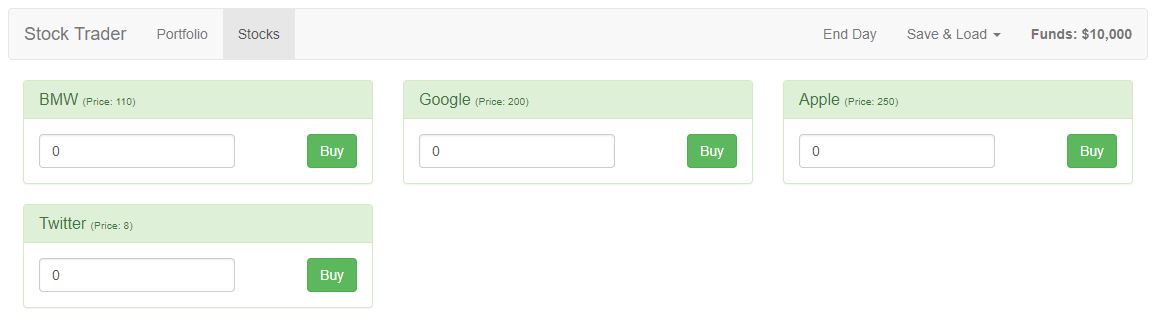 Stock Trader Portfolio Stocks End Day Save & Load Funds: $10,000
BMW (Price: 110)
0 Buy
Google (Price: 200)
0 Buy
Apple (Price: 250)
0 Buy
Twitter (Price: 8)
0 Buy